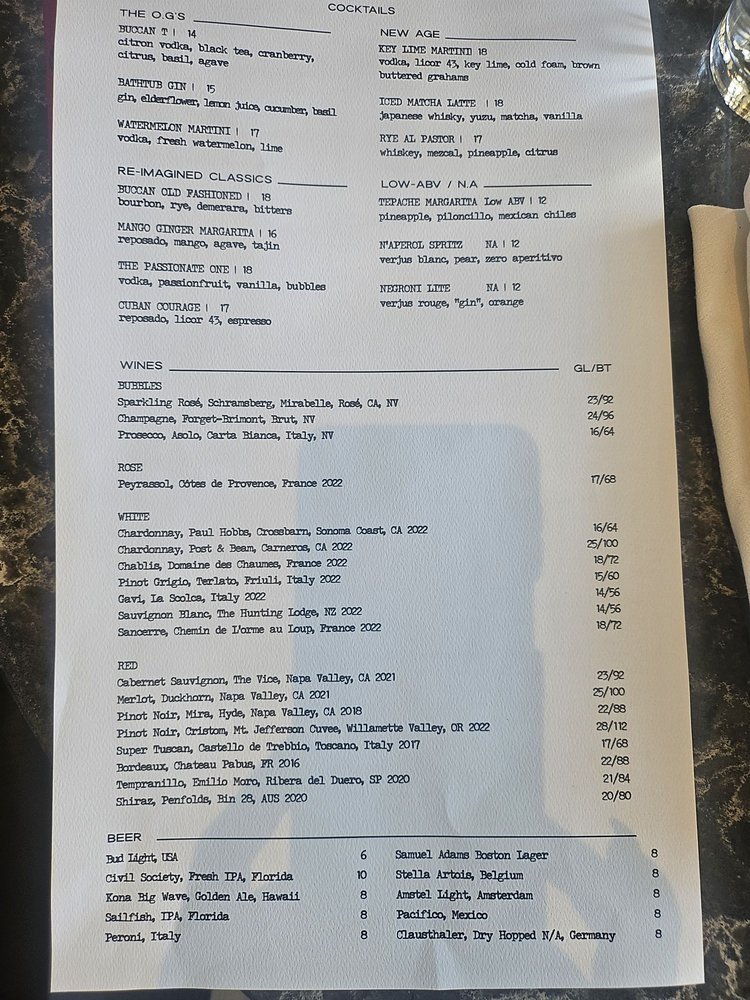 COCKTAILS
THE O.G'S
BUCCAN T | 14
citron vodka, black tea, cranberry,
citrus, basil, agave
BATHTUB GIN | 15
gin, elderflower, lemon juice, cucumber, basil
WATERMELON MARTINI | 17
vodka, fresh watermelon, lime
RE-IMAGINED CLASSICS
BUCCAN OLD FASHIONED | 18
bourbon, rye, demerara, bitters
MANGO GINGER MARGARITA | 16
reposado, mango, agave, tajin
THE PASSIONATE ONE | 18
vodka, passionfruit, vanilla, bubbles
CUBAN COURAGE | 17
reposado, licor 43, espresso
NEW AGE
KEY LIME MARTINI| 18
vodka, licor 43, key lime, cold foam, brown
buttered grahams
ICED MATCHA LATTE | 18
japanese whisky, yuzu, matcha, vanilla
RYE AL PASTOR | 17
whiskey, mezcal, pineapple, citrus
LOW-ABV / N.A
TEPACHE MARGARITA Low ABV | 12
pineapple, piloncillo, mexican chiles
N'APEROL SPRITZ NA | 12
verjus blanc, pear, zero aperitivo
NEGRONI LITE NA | 12
verjus rouge, "gin", orange
WINES GL/BT
BUBBLES
Sparkling Rosé, Schramsberg, Mirabelle, Rosé, CA, NV 23/92
Champagne, Forget-Brimont, Brut, NV 24/96
Prosecco, Asolo, Carta Bianca, Italy, NV 16/64
ROSE
Peyrassol, Côtes de Provence, France 2022 17/68
WHITE
Chardonnay, Paul Hobbs, Crossbarn, Sonoma Coast, CA 2022 16/64
Chardonnay, Post & Beam, Carneros, CA 2022 25/100
Chablis, Domaine des Chaumes, France 2022 18/72
Pinot Grigio, Terlato, Friuli, Italy 2022 15/60
Gavi, La Scolca, Italy 2022 14/56
Sauvignon Blanc, The Hunting Lodge, NZ 2022 14/56
Sancerre, Chemin de L'orme au Loup, France 2022 18/72
RED
Cabernet Sauvignon, The Vice, Napa Valley, CA 2021 23/92
Merlot, Duckhorn, Napa Valley, CA 2021 25/100
Pinot Noir, Mira, Hyde, Napa Valley, CA 2018 22/88
Pinot Noir, Cristom, Mt. Jefferson Cuvee, Willamette Valley, OR 2022 28/112
Super Tuscan, Castello de Trebbio, Toscano, Italy 2017 17/68
Bordeaux, Chateau Pabus, FR 2016 22/88
Tempranillo, Emilio Moro, Ribera del Duero, SP 2020 21/84
Shiraz, Penfolds, Bin 28, AUS 2020 20/80
BEER
Bud Light, USA 6
Civil Society, Fresh IPA, Florida 10
Kona Big Wave, Golden Ale, Hawaii 8
Sailfish, IPA, Florida 8
Peroni, Italy 8
Samuel Adams Boston Lager 8
Stella Artois, Belgium 8
Amstel Light, Amsterdam 8
Pacifico, Mexico 8
Clausthaler, Dry Hopped N/A, Germany 8